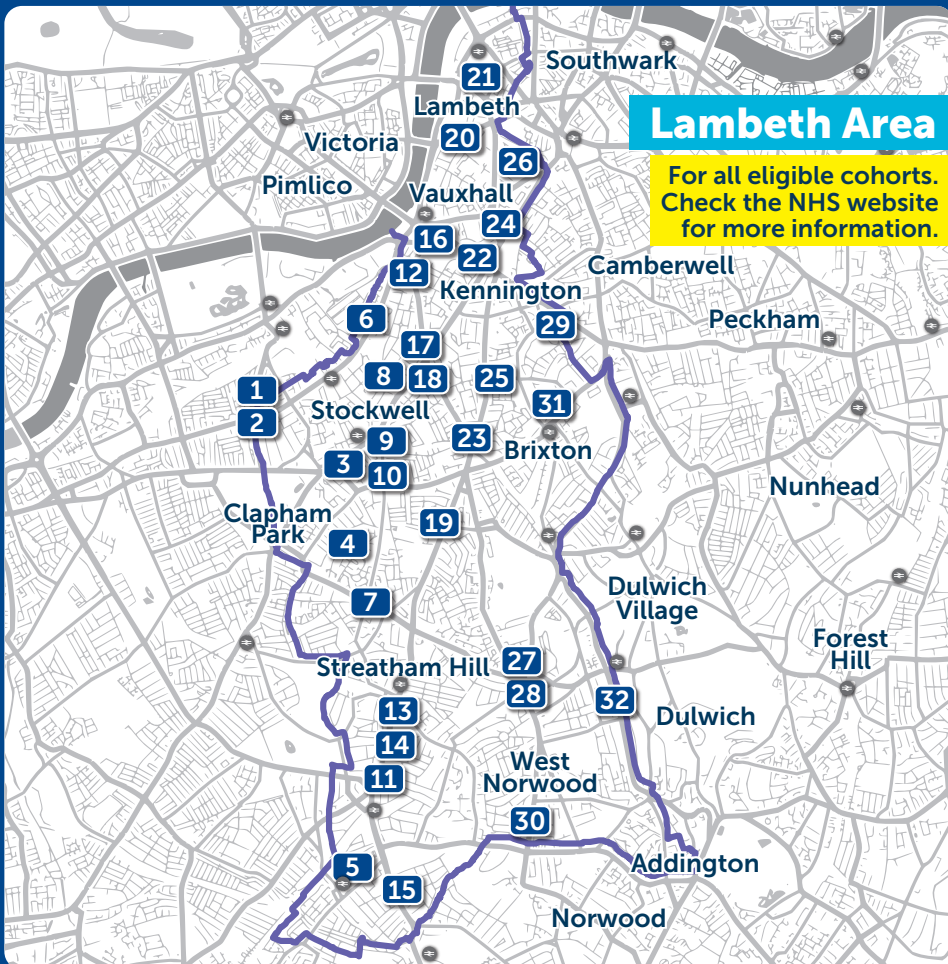 Southwark
21
Lambeth
Lambeth Area
20
Victoria
26
For all eligible cohorts.
Check the NHS website
for more information.
Pimlico
Vauxhall
24
16
22
12
Camberwell
Kennington
6
29
Peckham
17
8
18
25
1
31
Stockwell
2
9
23
Brixton
3
10
Nunhead
Clapham
Park
19
4
7
Dulwich
Village
Forest
Hill
Streatham Hill
27
28
32
13
Dulwich
14
11
West
Norwood
30
5
Addington
15
Norwood